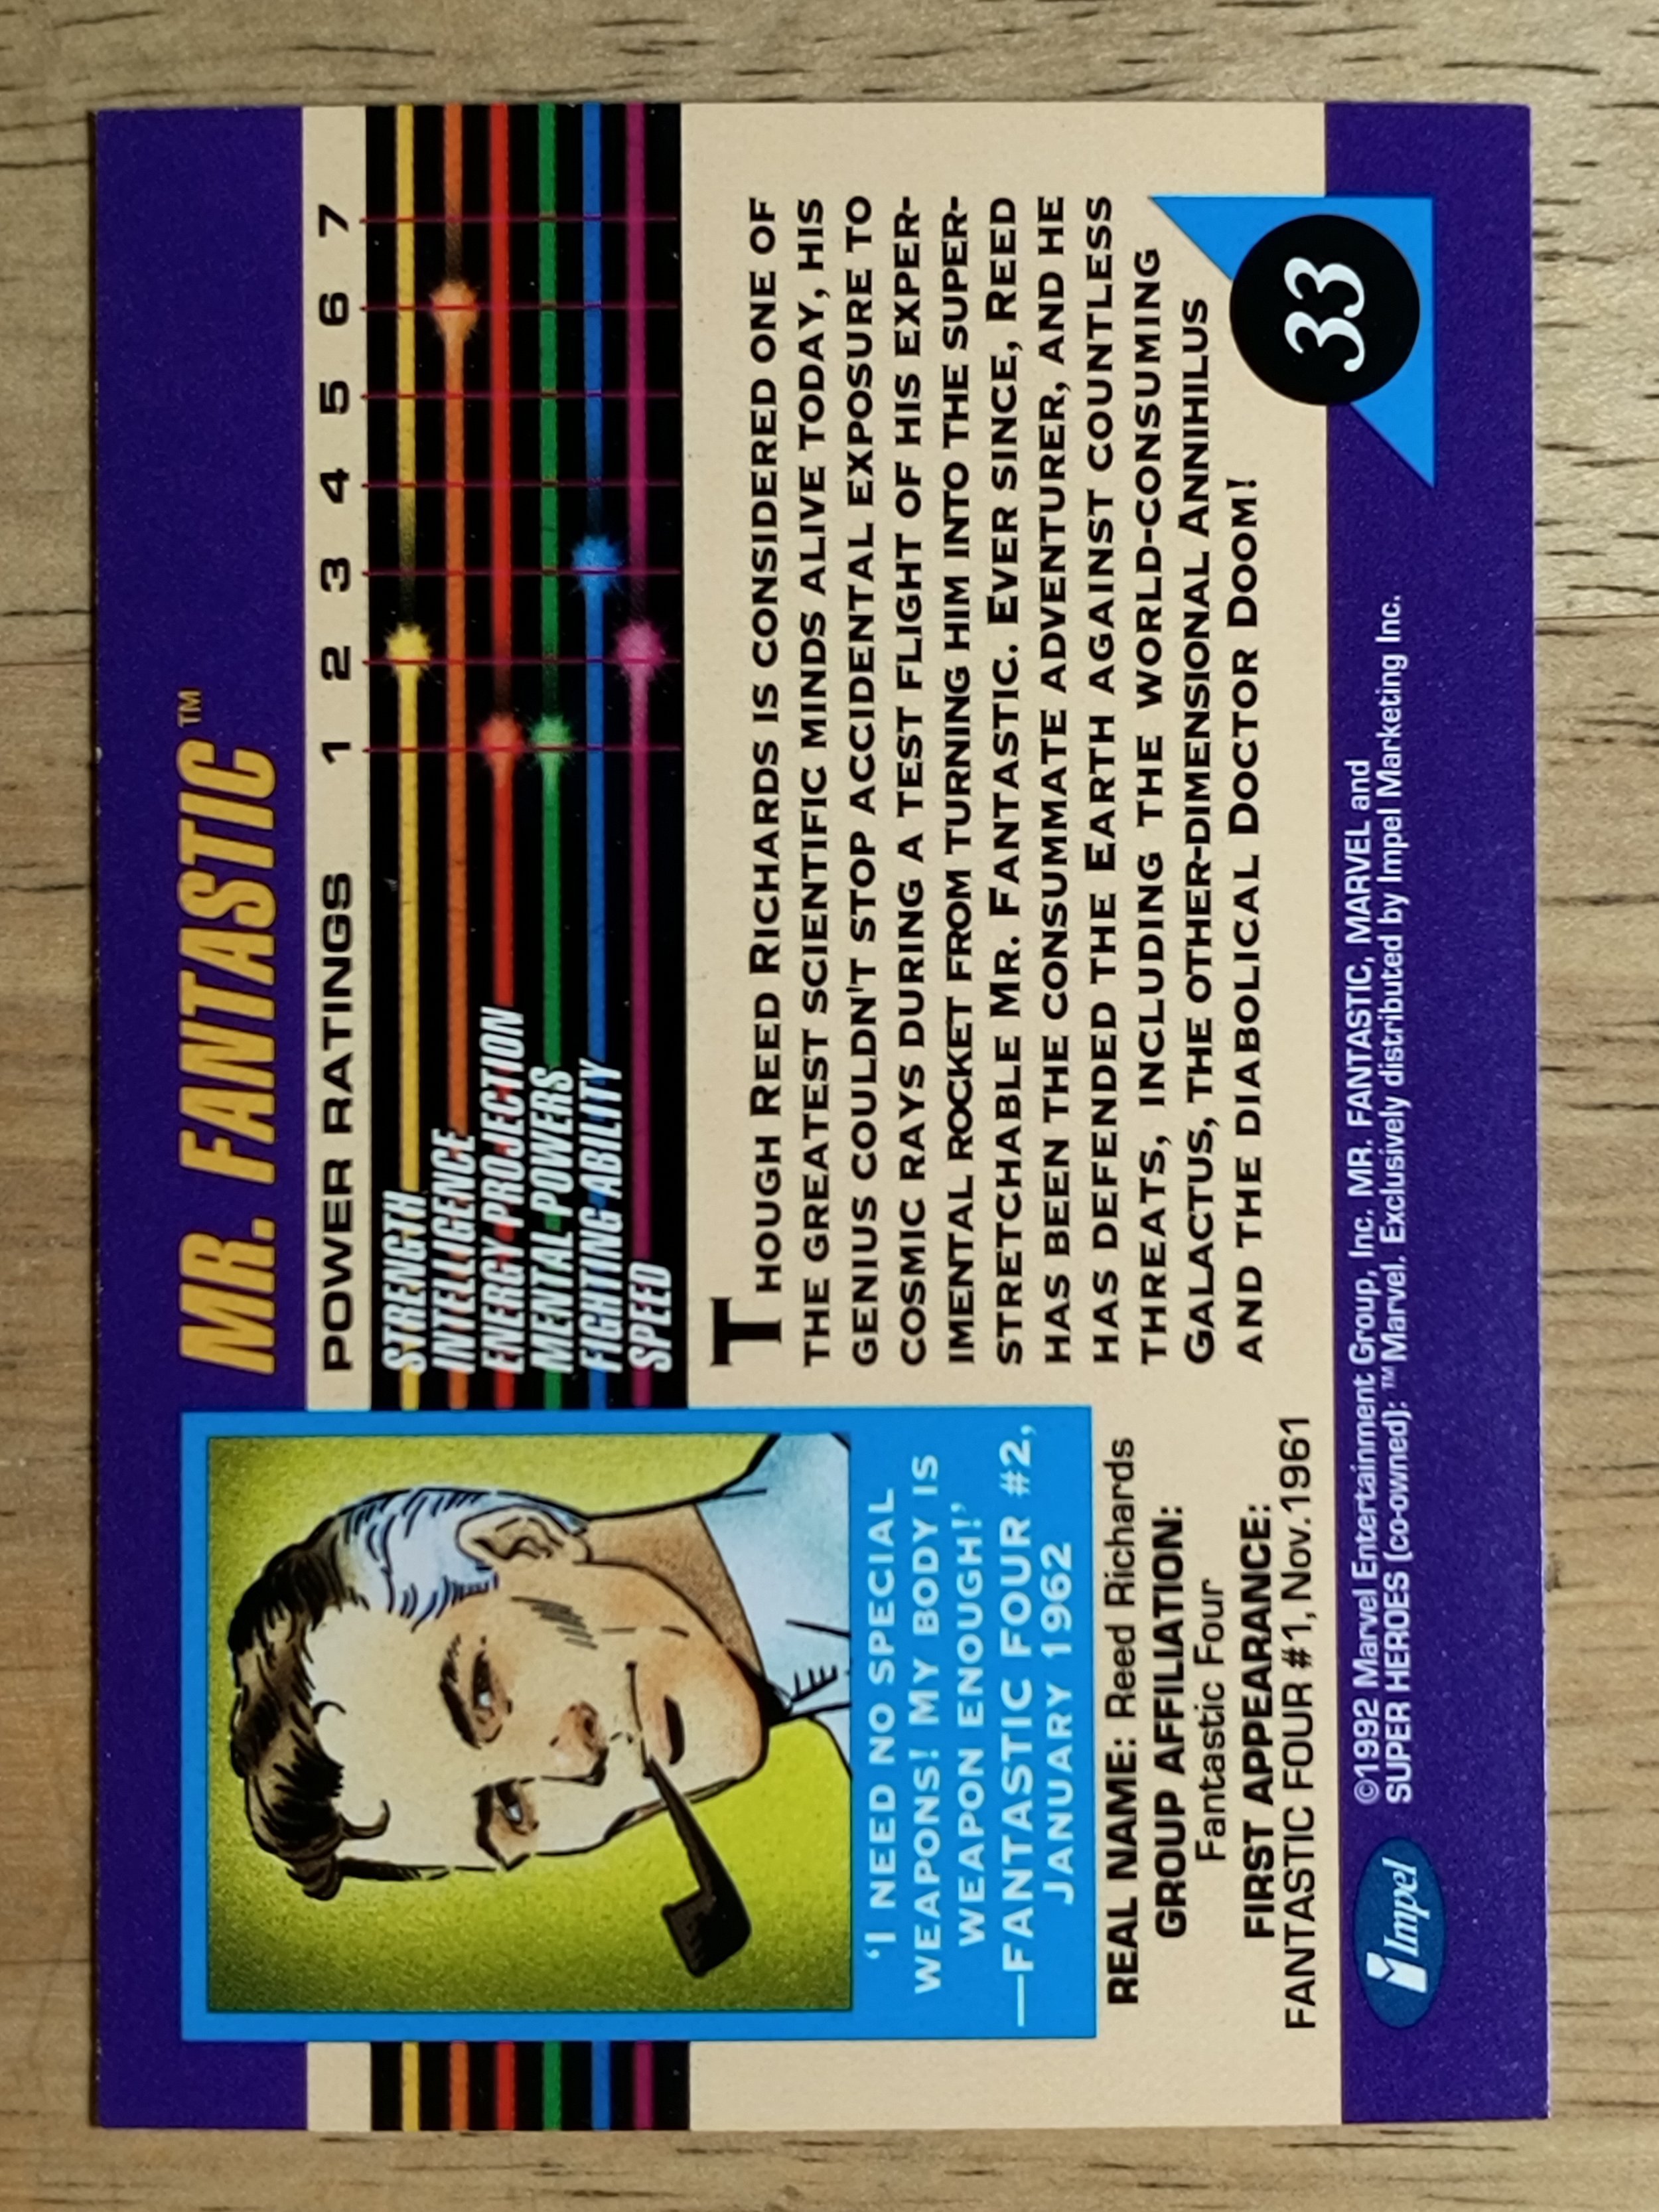 MR. FANTASTIC™
POWER RATINGS 1 2 3 4 5 6 7
STRENGTH
INTELLIGENCE
ENERGY PROJECTION
MENTAL POWERS
FIGHTING ABILITY
SPEED
'I NEED NO SPECIAL
WEAPONS! MY BODY IS
WEAPON ENOUGH!'
—FANTASTIC FOUR #2,
JANUARY 1962
REAL NAME: Reed Richards
GROUP AFFILIATION:
Fantastic Four
FIRST APPEARANCE:
FANTASTIC FOUR #1, Nov.1961
THOUGH REED RICHARDS IS CONSIDERED ONE OF
THE GREATEST SCIENTIFIC MINDS ALIVE TODAY, HIS
GENIUS COULDN'T STOP ACCIDENTAL EXPOSURE TO
COSMIC RAYS DURING A TEST FLIGHT OF HIS EXPER-
IMENTAL ROCKET FROM TURNING HIM INTO THE SUPER-
STRETCHABLE MR. FANTASTIC. EVER SINCE, REED
HAS BEEN THE CONSUMMATE ADVENTURER, AND HE
HAS DEFENDED THE EARTH AGAINST COUNTLESS
THREATS, INCLUDING THE WORLD-CONSUMING
GALACTUS, THE OTHER-DIMENSIONAL ANNIHILUS
AND THE DIABOLICAL DOCTOR DOOM!
33
Impel
©1992 Marvel Entertainment Group, Inc. MR. FANTASTIC, MARVEL and
SUPER HEROES (co-owned): ™Marvel. Exclusively distributed by Impel Marketing Inc.